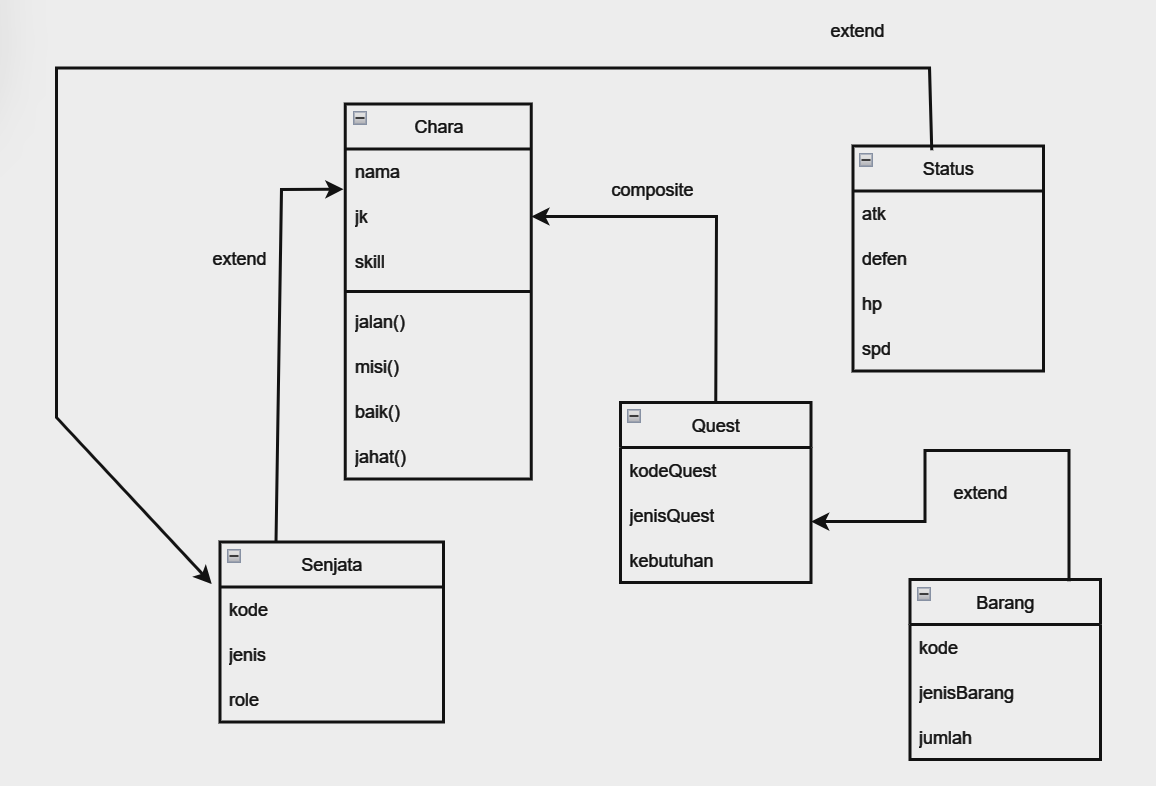 extend
Chara
nama
jk
skill
jalan()
misi()
baik()
jahat()
extend
composite
Status
atk
defen
hp
spd
Quest
kodeQuest
jenisQuest
kebutuhan
extend
Senjata
kode
jenis
role
Barang
kode
jenisBarang
jumlah